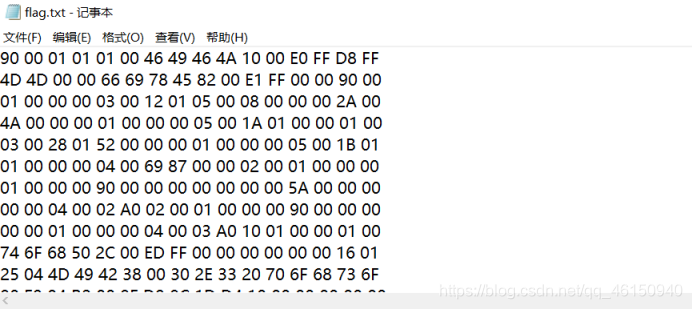 flag.txt - 记事本
文件(F) 编辑(E) 格式(O) 查看(V) 帮助(H)
90 00 01 01 01 00 46 49 46 4A 10 00 E0 FF D8 FF
4D 4D 00 00 66 69 78 45 82 00 E1 FF 00 00 90 00
01 00 00 00 03 00 12 01 05 00 08 00 00 00 2A 00
4A 00 00 00 01 00 00 00 05 00 1A 01 00 00 01 00
03 00 28 01 52 00 00 00 01 00 00 00 05 00 1B 01
01 00 00 00 04 00 69 87 00 00 02 00 01 00 00 00
01 00 00 00 90 00 00 00 00 00 00 00 5A 00 00 00
00 00 04 00 02 A0 02 00 01 00 00 00 90 00 00 00
00 00 01 00 00 00 04 00 03 A0 10 01 00 00 01 00
74 6F 68 50 2C 00 ED FF 00 00 00 00 00 00 16 01
25 04 4D 49 42 38 00 30 2E 33 20 70 6F 68 73 6F
https://blog.csdn.net/qq_46150940